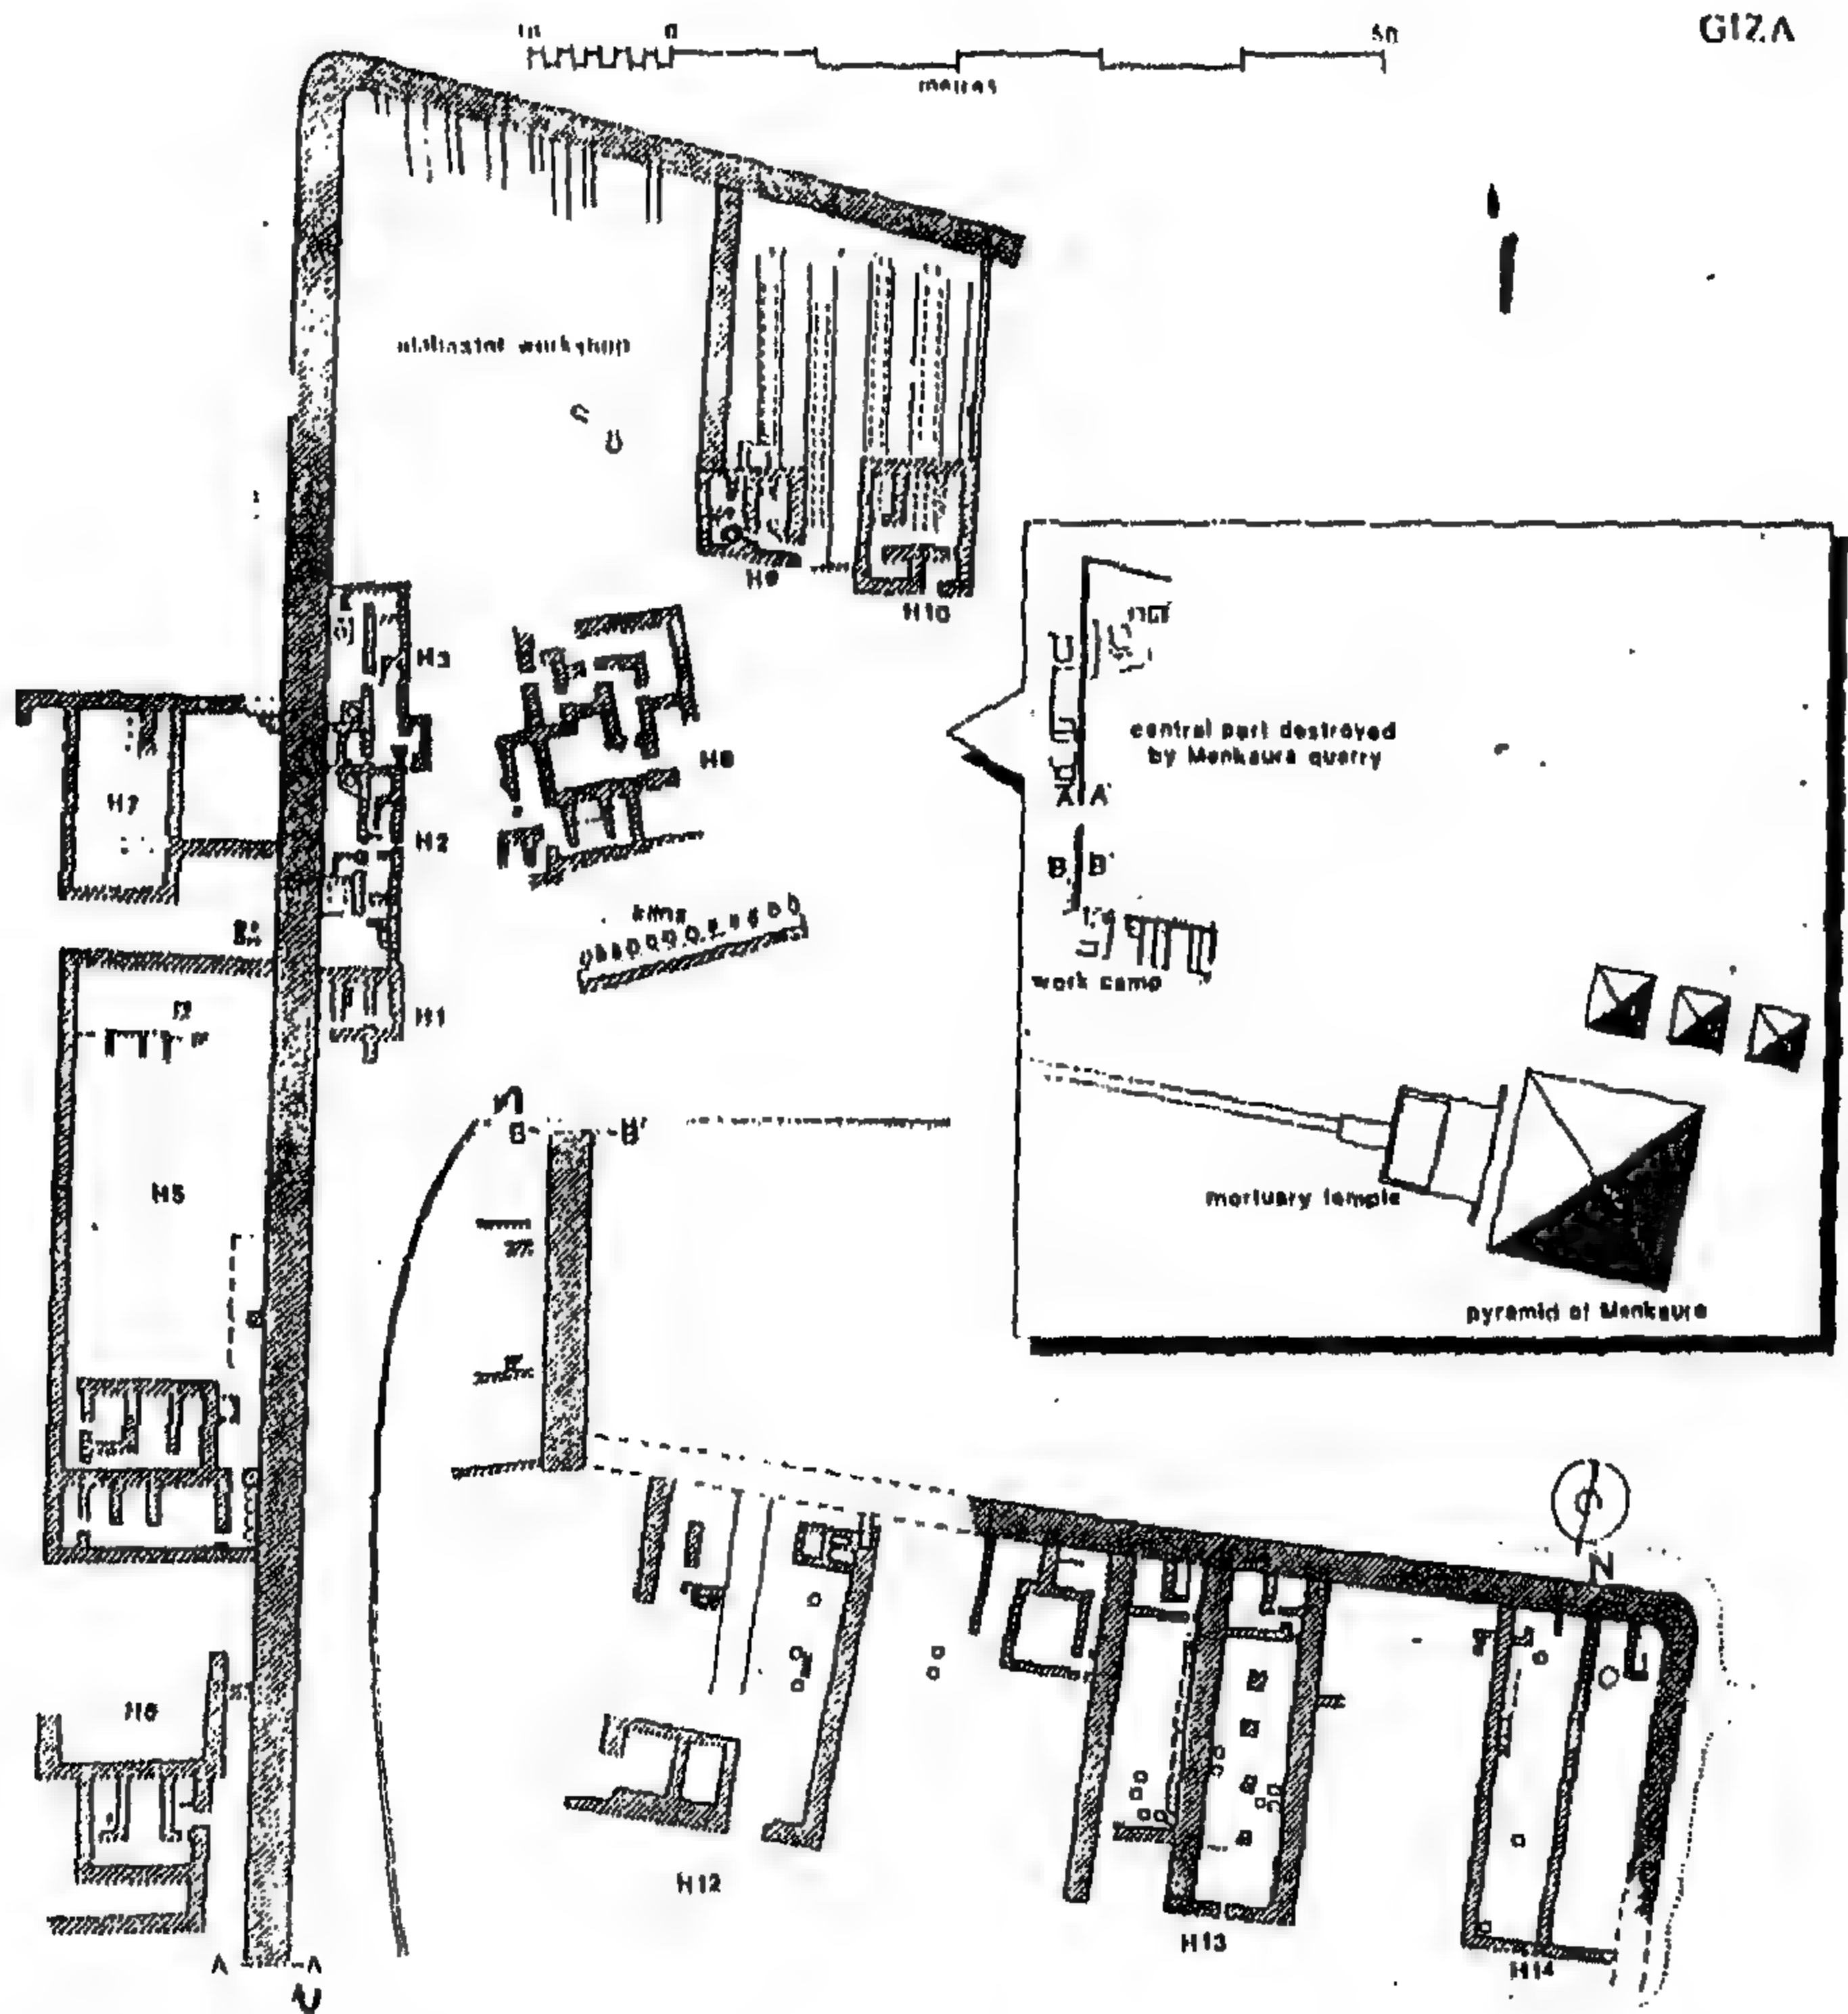 GIZA
10 0 50
metres
alabaster workshop
H9
H10
H3
H7
H8
H2
kilns
H1
H5
B B'
H6
A A
H12
H13
H14
N
central part destroyed
by Menkaura quarry
A A'
B B'
work camp
mortuary temple
pyramid of Menkaura